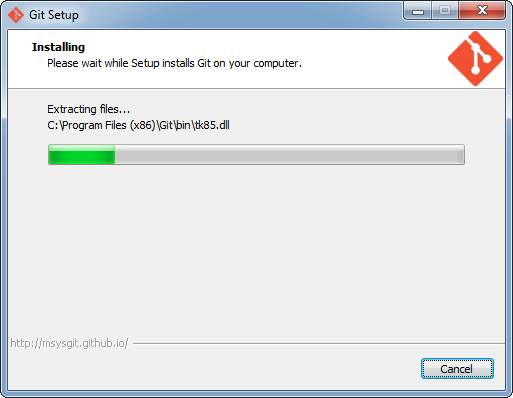 Git Setup
Installing
Please wait while Setup installs Git on your computer.
Extracting files...
C:\Program Files (x86)\Git\bin\tk85.dll
http://msysgit.github.io/
Cancel